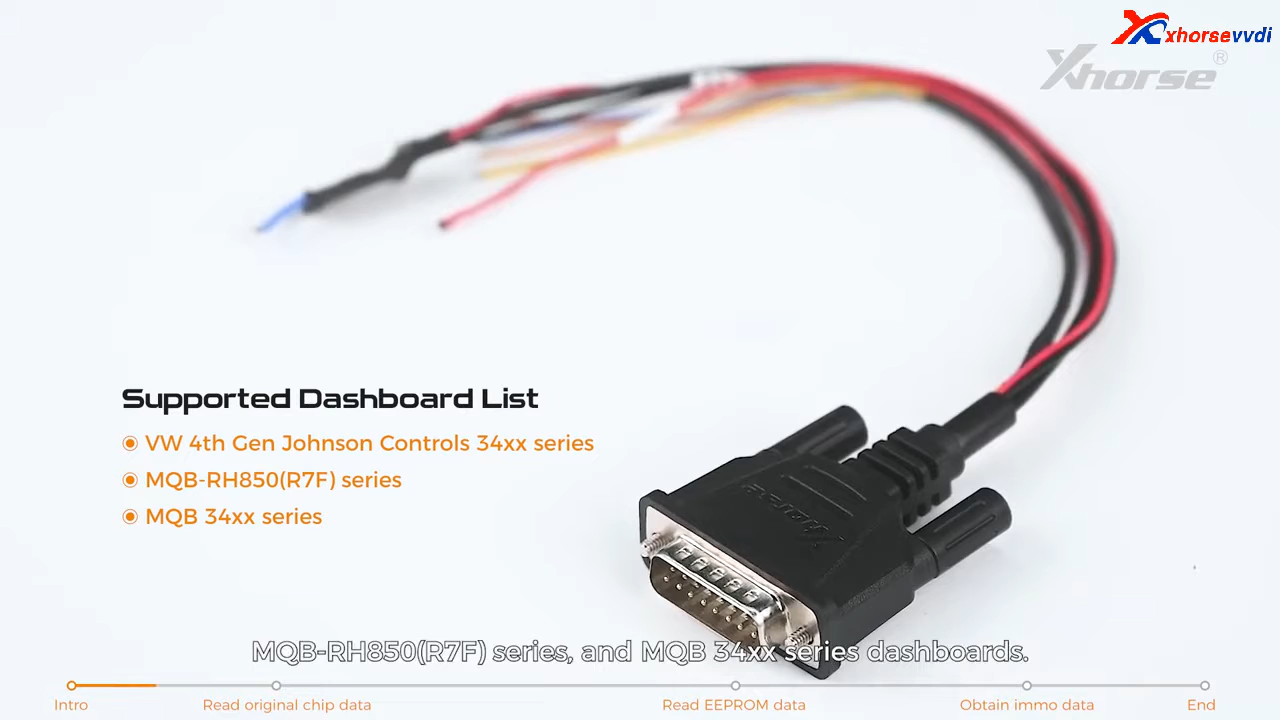 xhorsevvdi
Xhorse®
Supported Dashboard List
VW 4th Gen Johnson Controls 34xx series
MQB-RH850(R7F) series
MQB 34xx series
Xhorse
MQB-RH850(R7F) series, and MQB 34xx series dashboards.
Intro
Read original chip data
Read EEPROM data
Obtain immo data
End